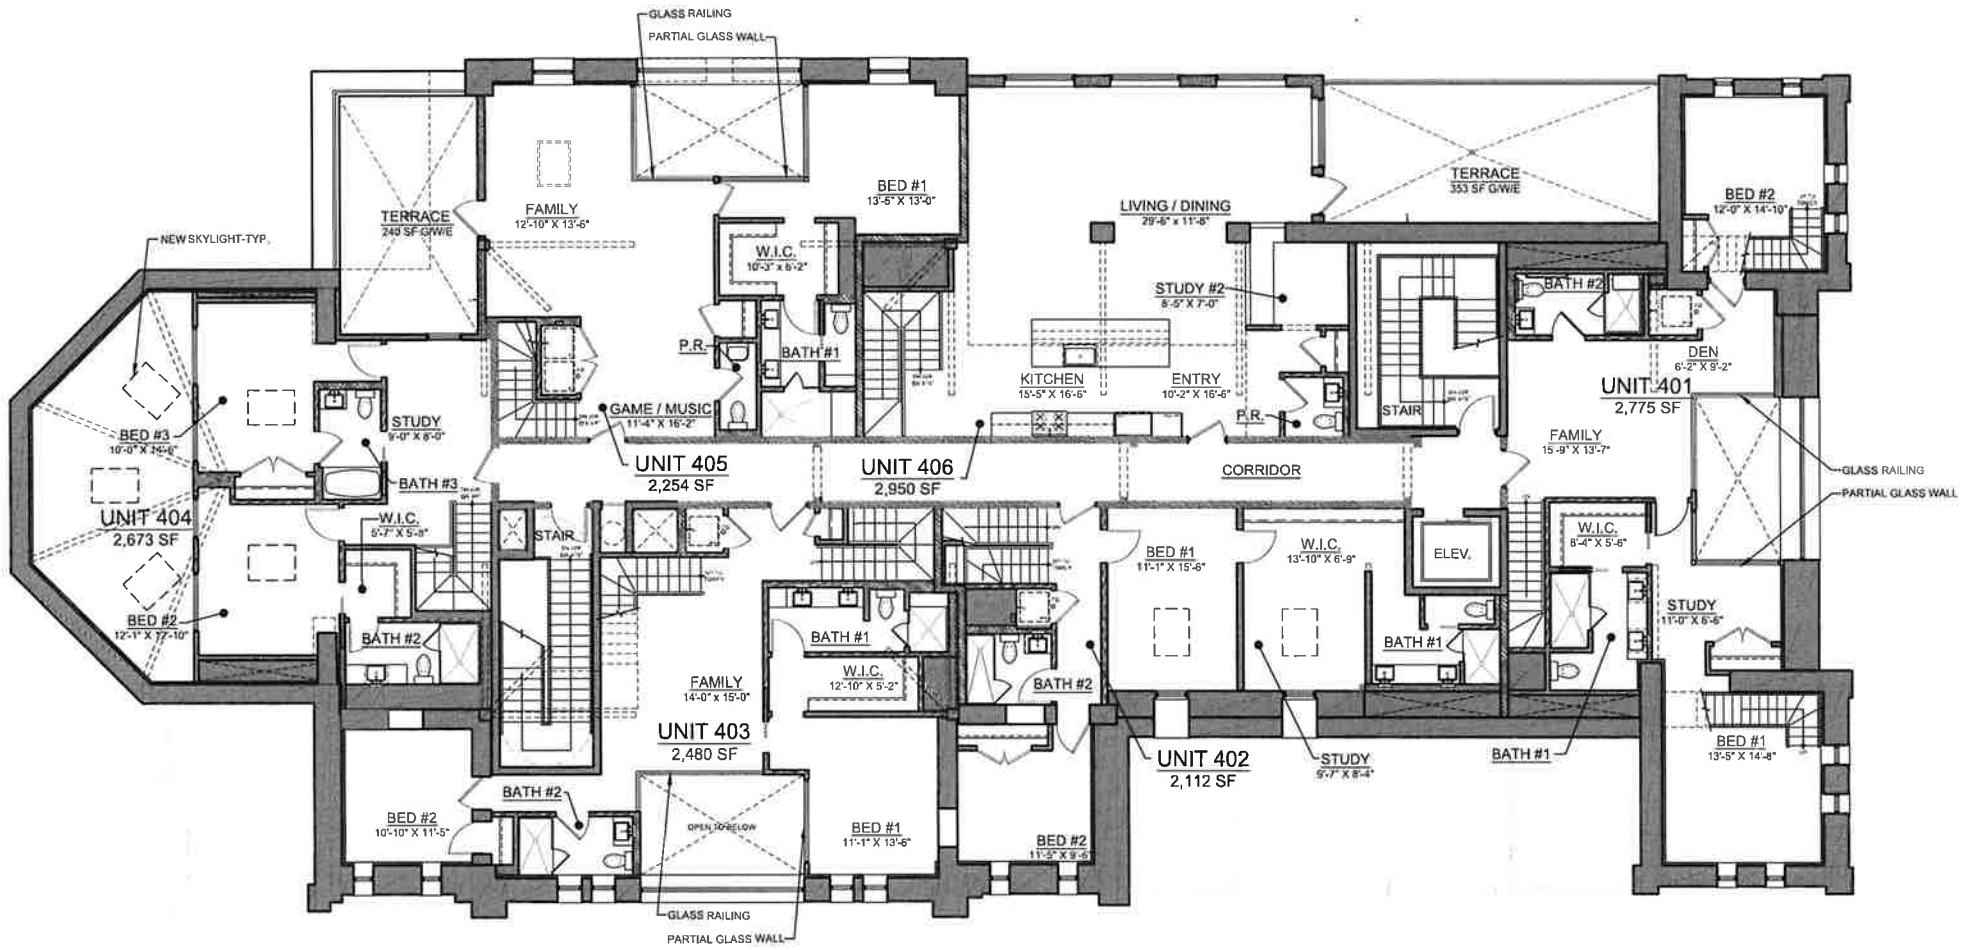 GLASS RAILING
PARTIAL GLASS WALL
TERRACE
240 SF G/W/E
FAMILY
12'-10" X 13'-6"
BED #1
13'-5" X 13'-0"
W.I.C.
10'-3" x 6'-2"
LIVING / DINING
29'-6" x 11'-8"
TERRACE
353 SF G/W/E
BED #2
12'-0" X 14'-10"
NEW SKYLIGHT-TYP.
STUDY #2
8'-5" X 7'-0"
BATH #2
P.R.
BATH #1
DEN
6'-2" X 9'-2"
KITCHEN
15'-5" X 16'-6"
ENTRY
10'-2" X 16'-6"
UNIT 401
2,775 SF
STAIR
GAME / MUSIC
11'-4" X 16'-2"
P.R.
BED #3
10'-0" X 14'-6"
STUDY
9'-0" X 8'-0"
FAMILY
15'-9" X 13'-7"
UNIT 405
2,254 SF
UNIT 406
2,950 SF
CORRIDOR
GLASS RAILING
PARTIAL GLASS WALL
BATH #3
UNIT 404
2,673 SF
W.I.C.
5'-7" X 5'-8"
STAIR
BED #1
11'-1" X 15'-6"
W.I.C.
13'-10" X 6'-9"
ELEV.
W.I.C.
8'-4" X 5'-6"
BED #2
12'-1" X 12'-10"
BATH #2
BATH #1
BATH #1
STUDY
11'-0" X 6'-6"
W.I.C.
12'-10" X 5'-2"
FAMILY
14'-0" x 15'-0"
BATH #2
UNIT 403
2,480 SF
UNIT 402
2,112 SF
STUDY
9'-7" X 8'-4"
BATH #1
BED #1
13'-5" X 14'-8"
BATH #2
BED #2
10'-10" X 11'-5"
OPEN TO BELOW
BED #1
11'-1" X 13'-6"
BED #2
11'-5" X 9'-6"
GLASS RAILING
PARTIAL GLASS WALL